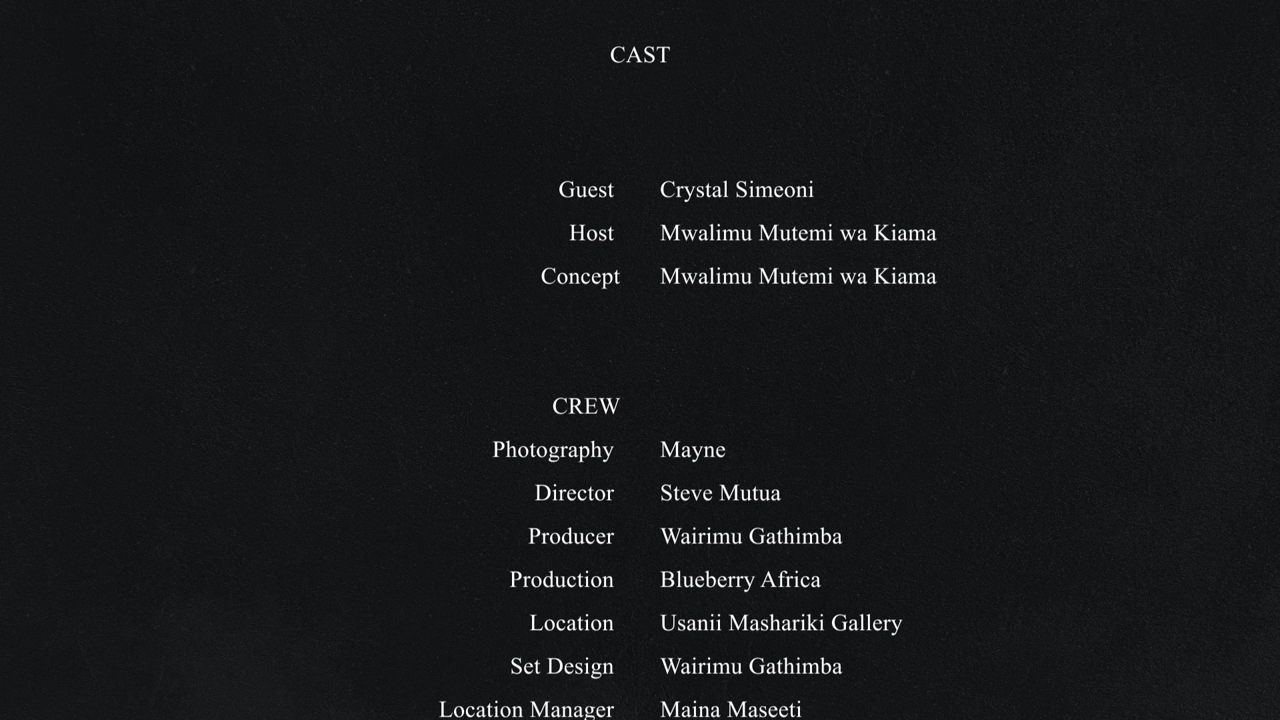 CAST
Guest Crystal Simeoni
Host Mwalimu Mutemi wa Kiama
Concept Mwalimu Mutemi wa Kiama
CREW
Photography Mayne
Director Steve Mutua
Producer Wairimu Gathimba
Production Blueberry Africa
Location Usanii Mashariki Gallery
Set Design Wairimu Gathimba
Location Manager Maina Maseeti